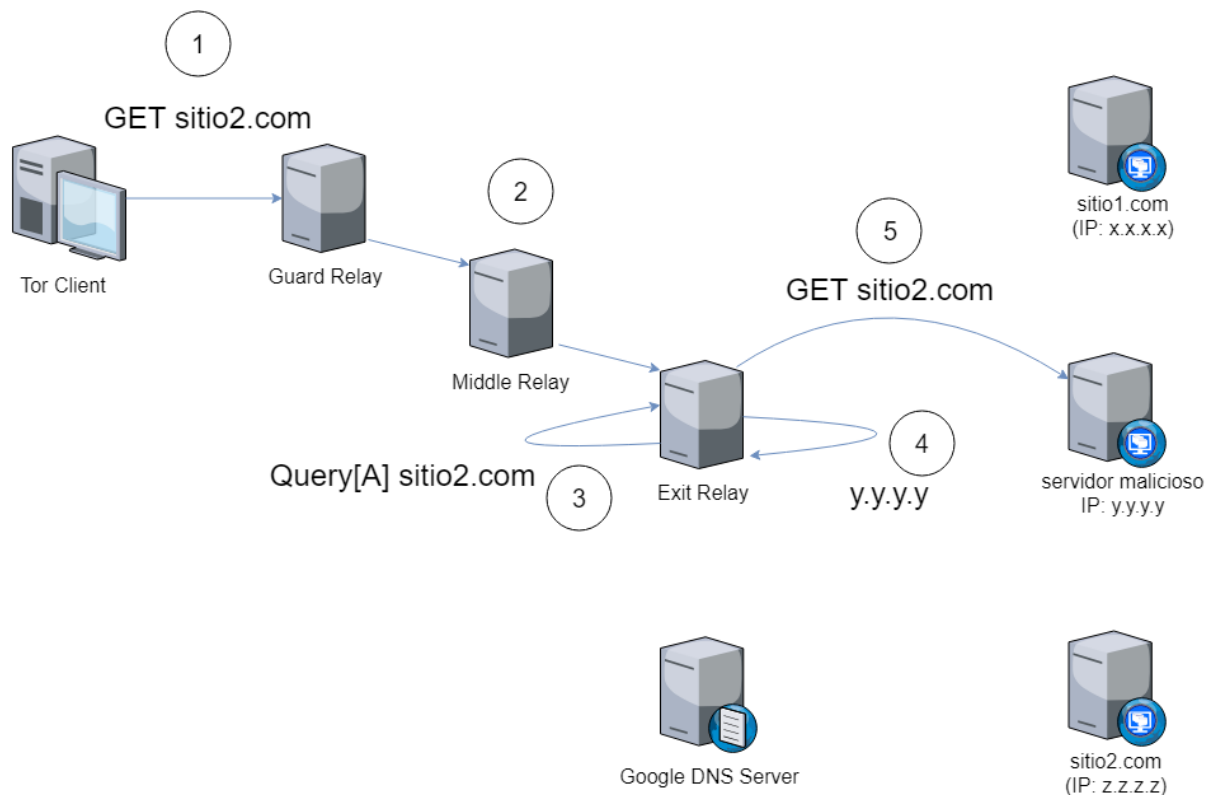 1
GET sitio2.com
Tor Client
Guard Relay
2
Middle Relay
sitio1.com
(IP: x.x.x.x)
5
GET sitio2.com
Query[A] sitio2.com
3
Exit Relay
4
y.y.y.y
servidor malicioso
IP: y.y.y.y
Google DNS Server
sitio2.com
(IP: z.z.z.z)